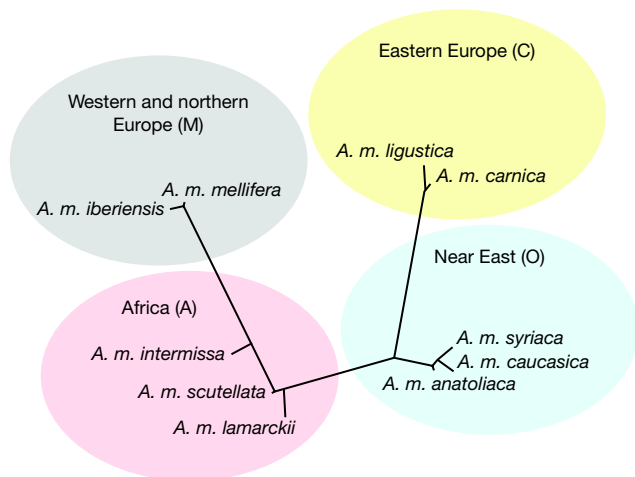 Eastern Europe (C)
Western and northern
Europe (M)
A. m. ligustica
A. m. carnica
A. m. mellifera
A. m. iberiensis
Near East (O)
Africa (A)
A. m. syriaca
A. m. intermissa
A. m. caucasica
A. m. anatoliaca
A. m. scutellata
A. m. lamarckii